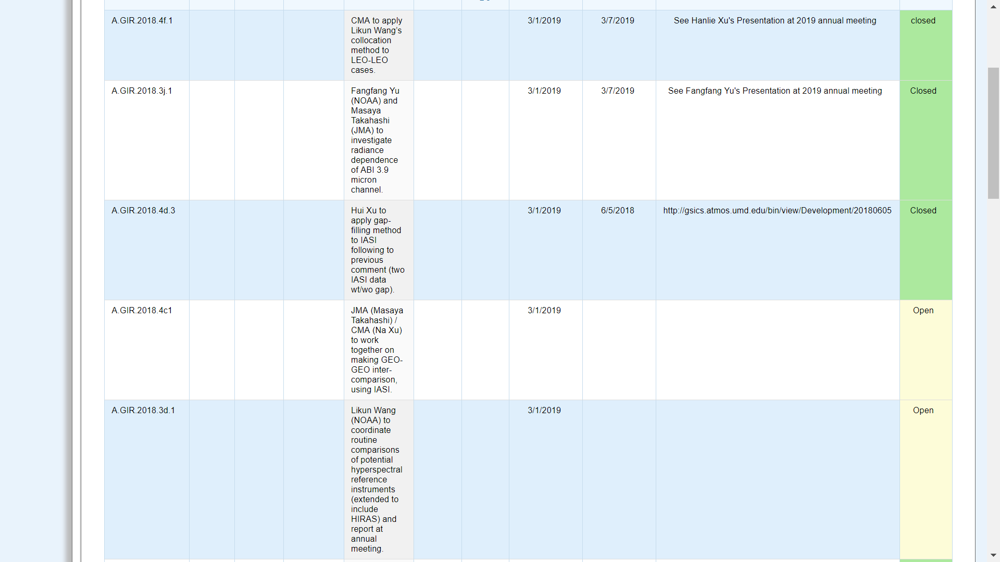 A.GIR.2018.4f.1
CMA to apply
Likun Wang’s
collocation
method to
LEO-LEO
cases.
3/1/2019
3/7/2019
See Hanlie Xu's Presentation at 2019 annual meeting
closed
A.GIR.2018.3j.1
Fangfang Yu
(NOAA) and
Masaya
Takahashi
(JMA) to
investigate
radiance
dependence
of ABI 3.9
micron
channel.
3/1/2019
3/7/2019
See Fangfang Yu's Presentation at 2019 annual meeting
Closed
A.GIR.2018.4d.3
Hui Xu to
apply gap-
filling method
to IASI
following to
previous
comment (two
IASI data
wt/wo gap).
3/1/2019
6/5/2018
http://gsics.atmos.umd.edu/bin/view/Development/20180605
Closed
A.GIR.2018.4c1
JMA (Masaya
Takahashi) /
CMA (Na Xu)
to work
together on
making GEO-
GEO inter-
comparison,
using IASI.
3/1/2019
Open
A.GIR.2018.3d.1
Likun Wang
(NOAA) to
coordinate
routine
comparisons
of potential
hyperspectral
reference
instruments
(extended to
include
HIRAS) and
report at
annual
meeting.
3/1/2019
Open